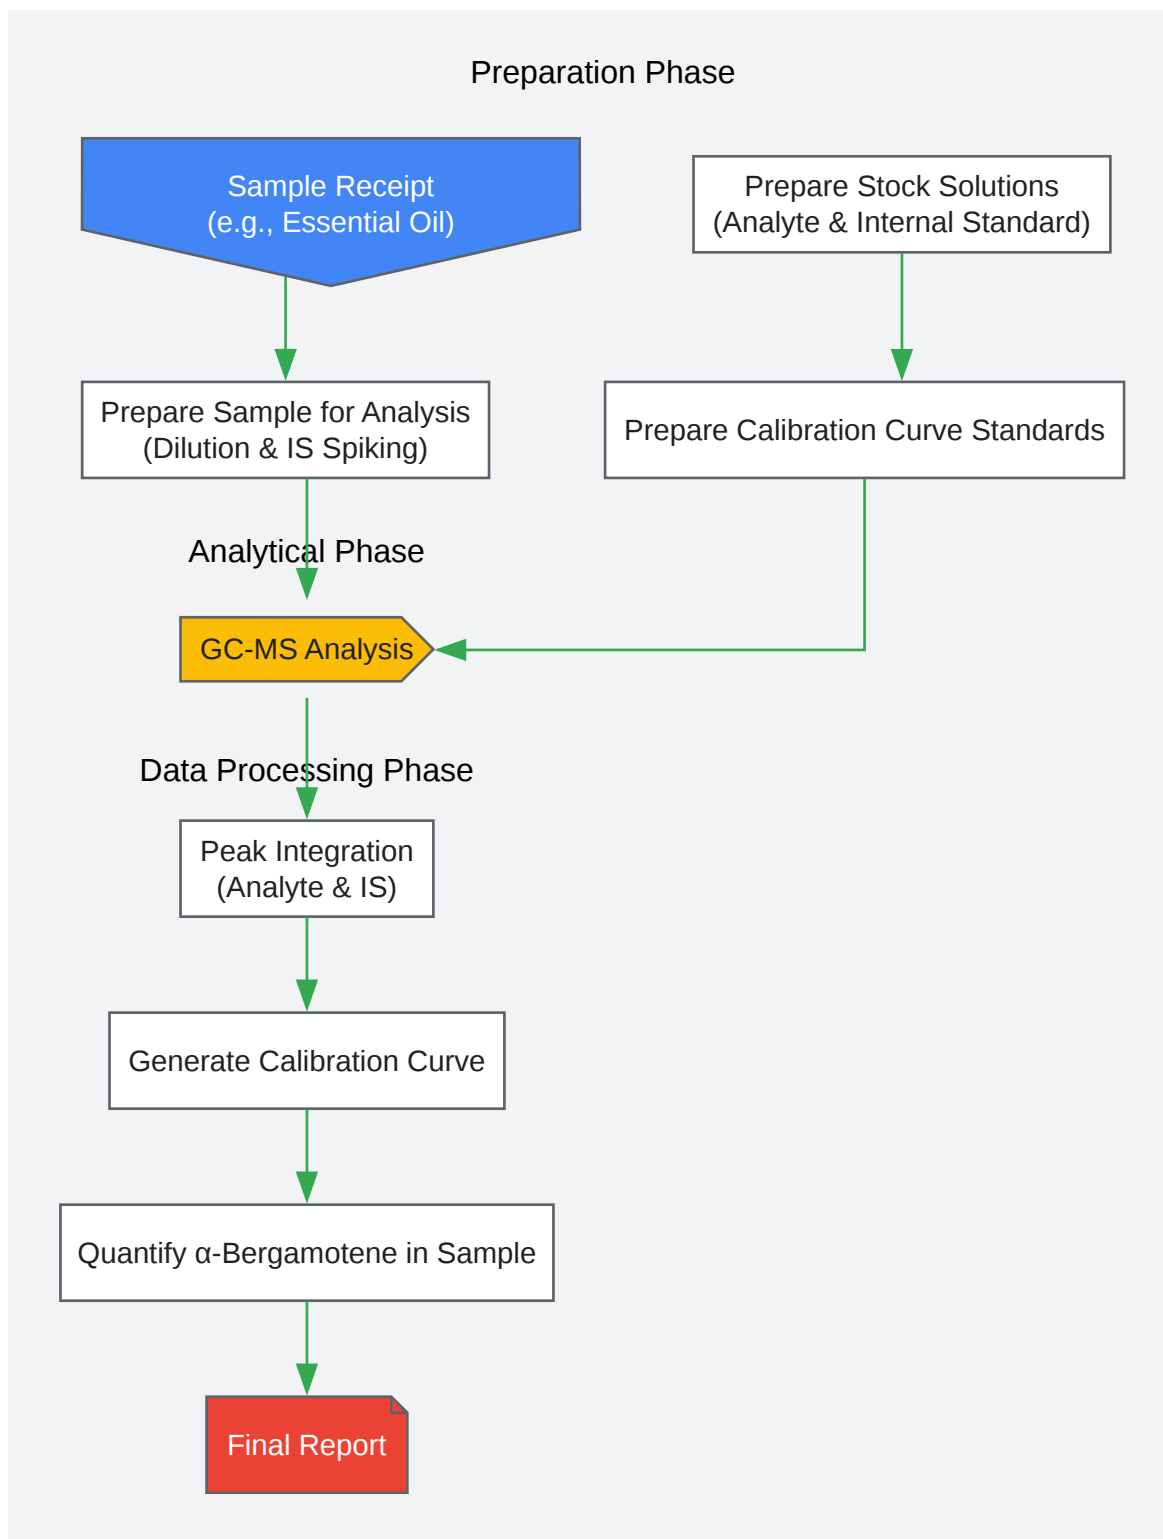 Preparation Phase
Sample Receipt
(e.g., Essential Oil)
Prepare Stock Solutions
(Analyte & Internal Standard)
Prepare Sample for Analysis
(Dilution & IS Spiking)
Prepare Calibration Curve Standards
Analytical Phase
GC-MS Analysis
Data Processing Phase
Peak Integration
(Analyte & IS)
Generate Calibration Curve
Quantify α-Bergamotene in Sample
Final Report